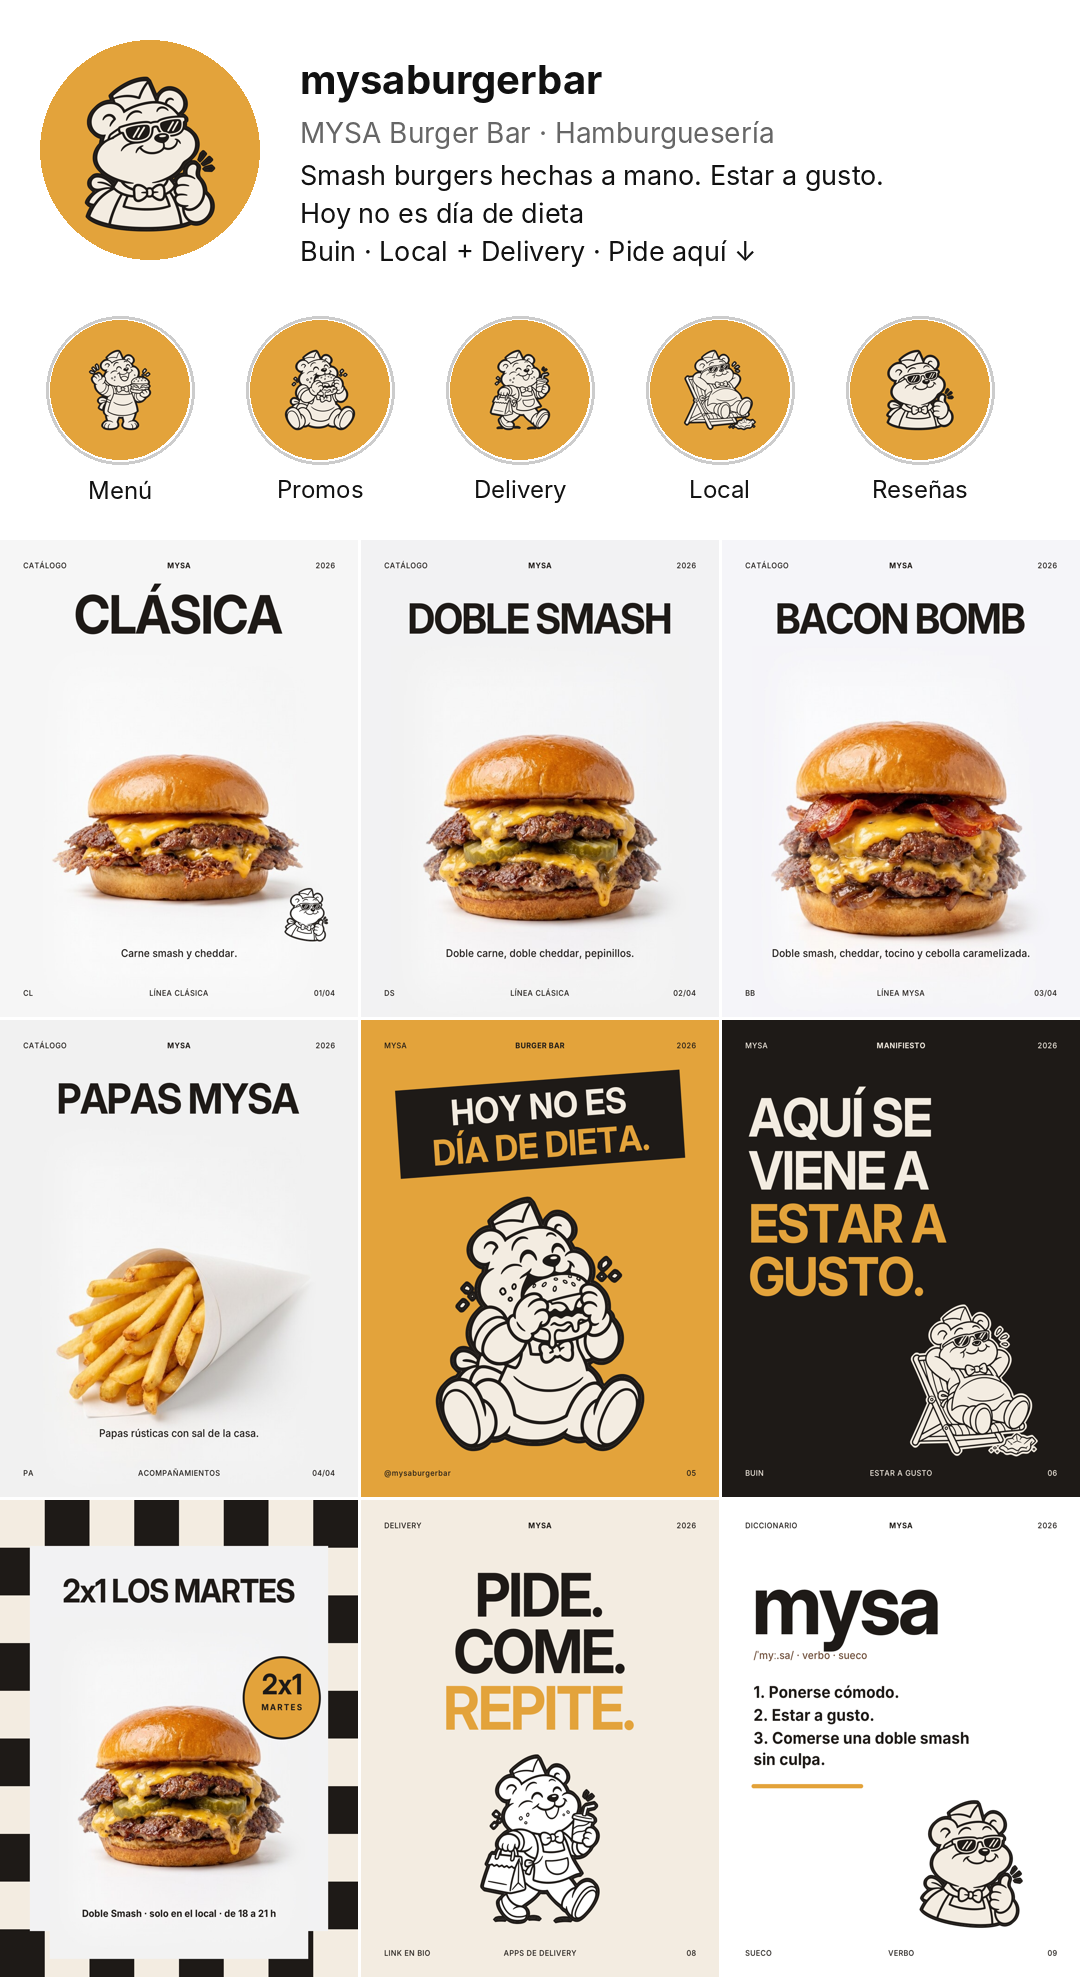 mysaburgerbar
MYSA Burger Bar · Hamburguesería
Smash burgers hechas a mano. Estar a gusto.
Hoy no es día de dieta
Buin · Local + Delivery · Pide aquí ↓
Menú
Promos
Delivery
Local
Reseñas
CATÁLOGO MYSA 2026
CLÁSICA
Carne smash y cheddar.
CL LÍNEA CLÁSICA 01/04
CATÁLOGO MYSA 2026
DOBLE SMASH
Doble carne, doble cheddar, pepinillos.
DS LÍNEA CLÁSICA 02/04
CATÁLOGO MYSA 2026
BACON BOMB
Doble smash, cheddar, tocino y cebolla caramelizada.
BB LÍNEA MYSA 03/04
CATÁLOGO MYSA 2026
PAPAS MYSA
Papas rústicas con sal de la casa.
PA ACOMPAÑAMIENTOS 04/04
MYSA BURGER BAR 2026
HOY NO ES
DÍA DE DIETA.
@mysaburgerbar 05
MYSA MANIFIESTO 2026
AQUÍ SE
VIENE A
ESTAR A
GUSTO.
BUIN ESTAR A GUSTO 06
2x1 LOS MARTES
2x1
MARTES
Doble Smash · solo en el local · de 18 a 21 h
DELIVERY MYSA 2026
PIDE.
COME.
REPITE.
LINK EN BIO APPS DE DELIVERY 08
DICCIONARIO MYSA 2026
mysa
/ˈmyː.sa/ · verbo · sueco
1. Ponerse cómodo.
2. Estar a gusto.
3. Comerse una doble smash
sin culpa.
SUECO VERBO 09